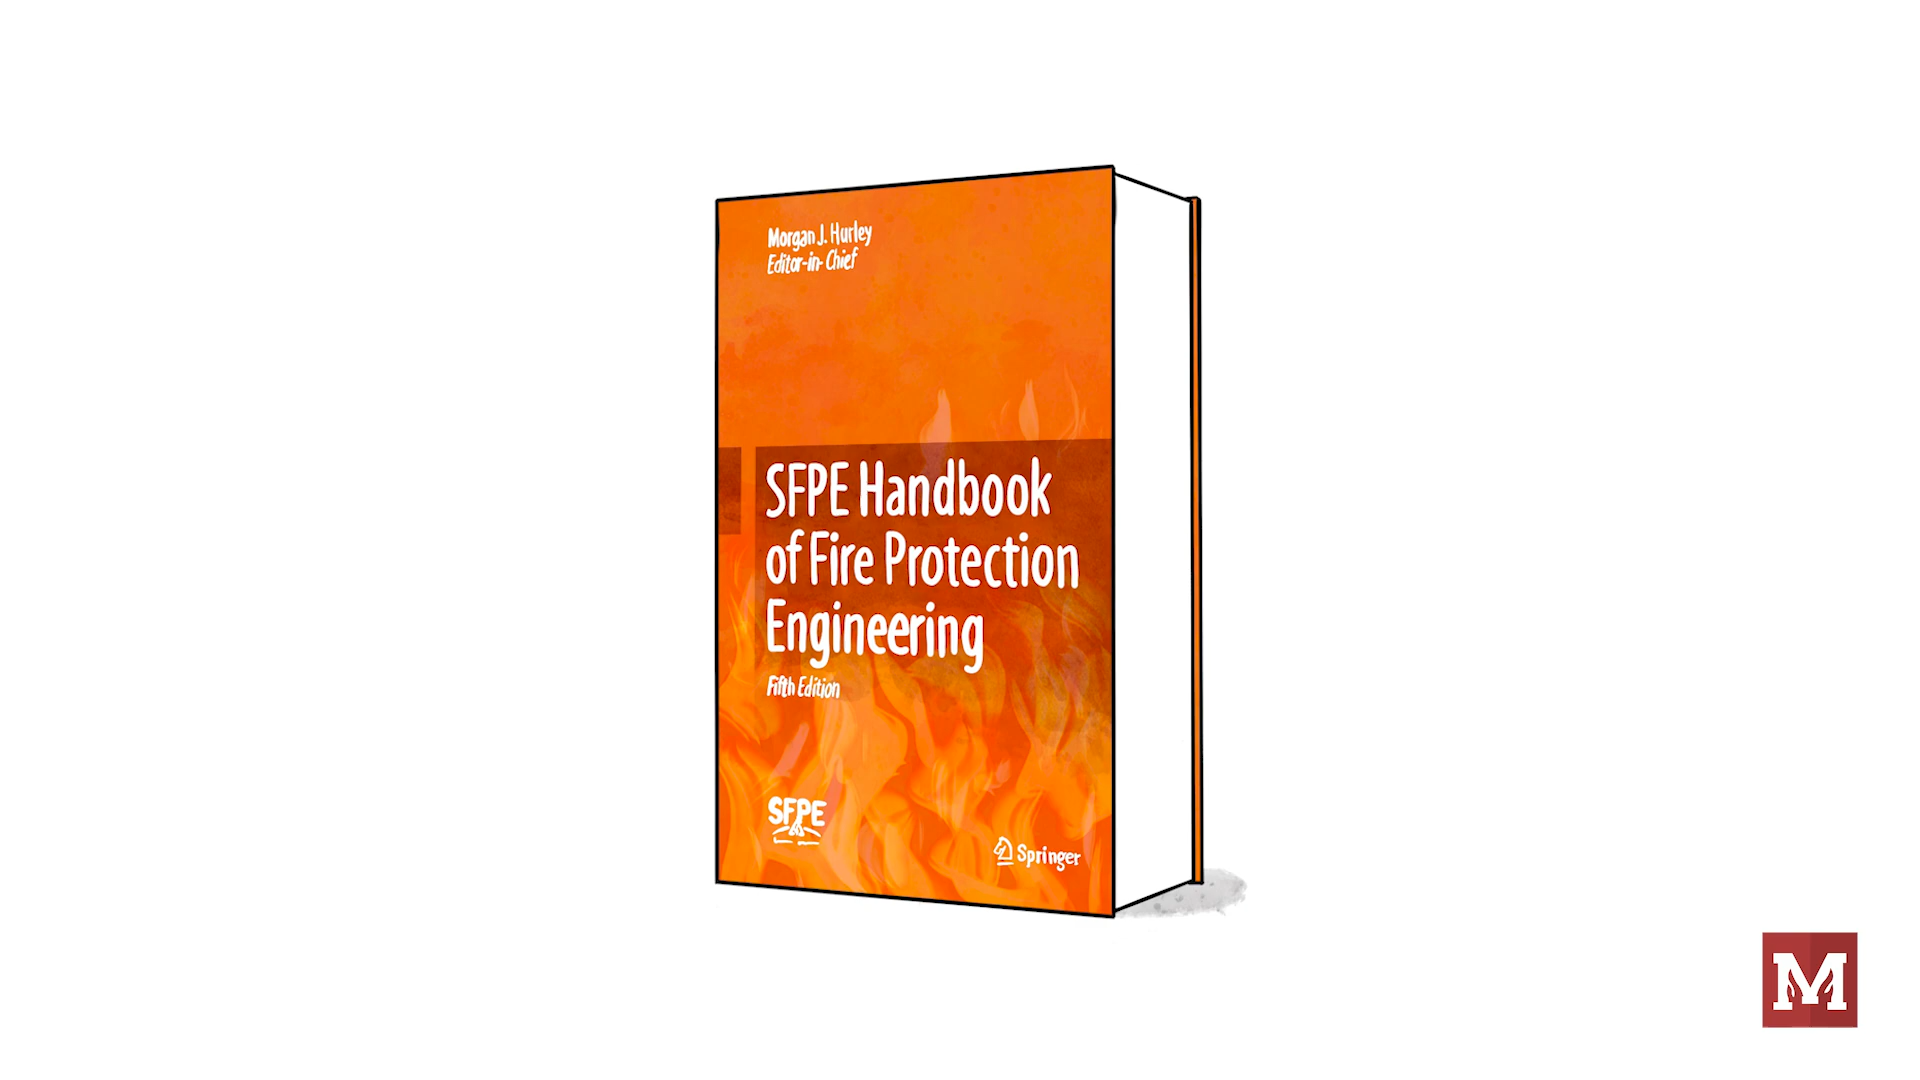 Morgan J. Hurley
Editor-in-Chief
SFPE Handbook
of Fire Protection
Engineering
Fifth Edition
SFPE
Springer
M